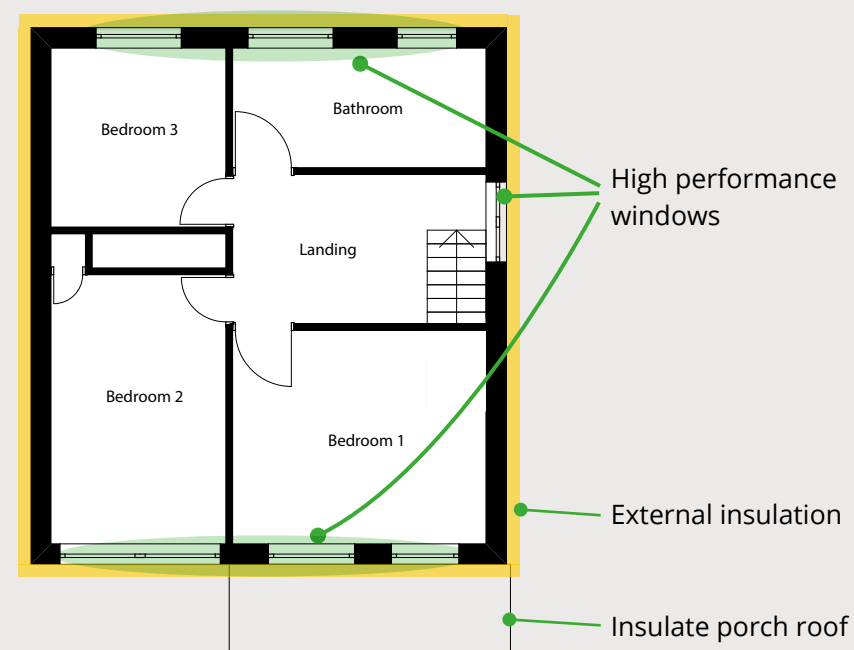 Bathroom
Bedroom 3
High performance
windows
Landing
Bedroom 2
Bedroom 1
External insulation
Insulate porch roof